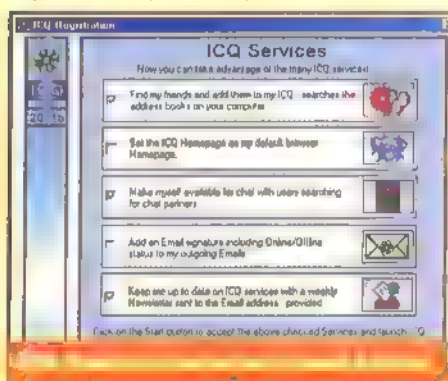 ICQ Registration
ICQ Services
Now you can take advantage of the many ICQ services!
Find my friends and add them to my ICQ searches the
address books on your computer
Set the ICQ Homepage as my default browser
Homepage.
Make myself available for chat with users searching
for chat partners
Add an Email signature including Online/Offline
status to my outgoing Emails
Keep me up to date on ICQ services with a weekly
Newsletter sent to the Email address provided
Click on the Start button to accept the above checked Services and launch ICQ